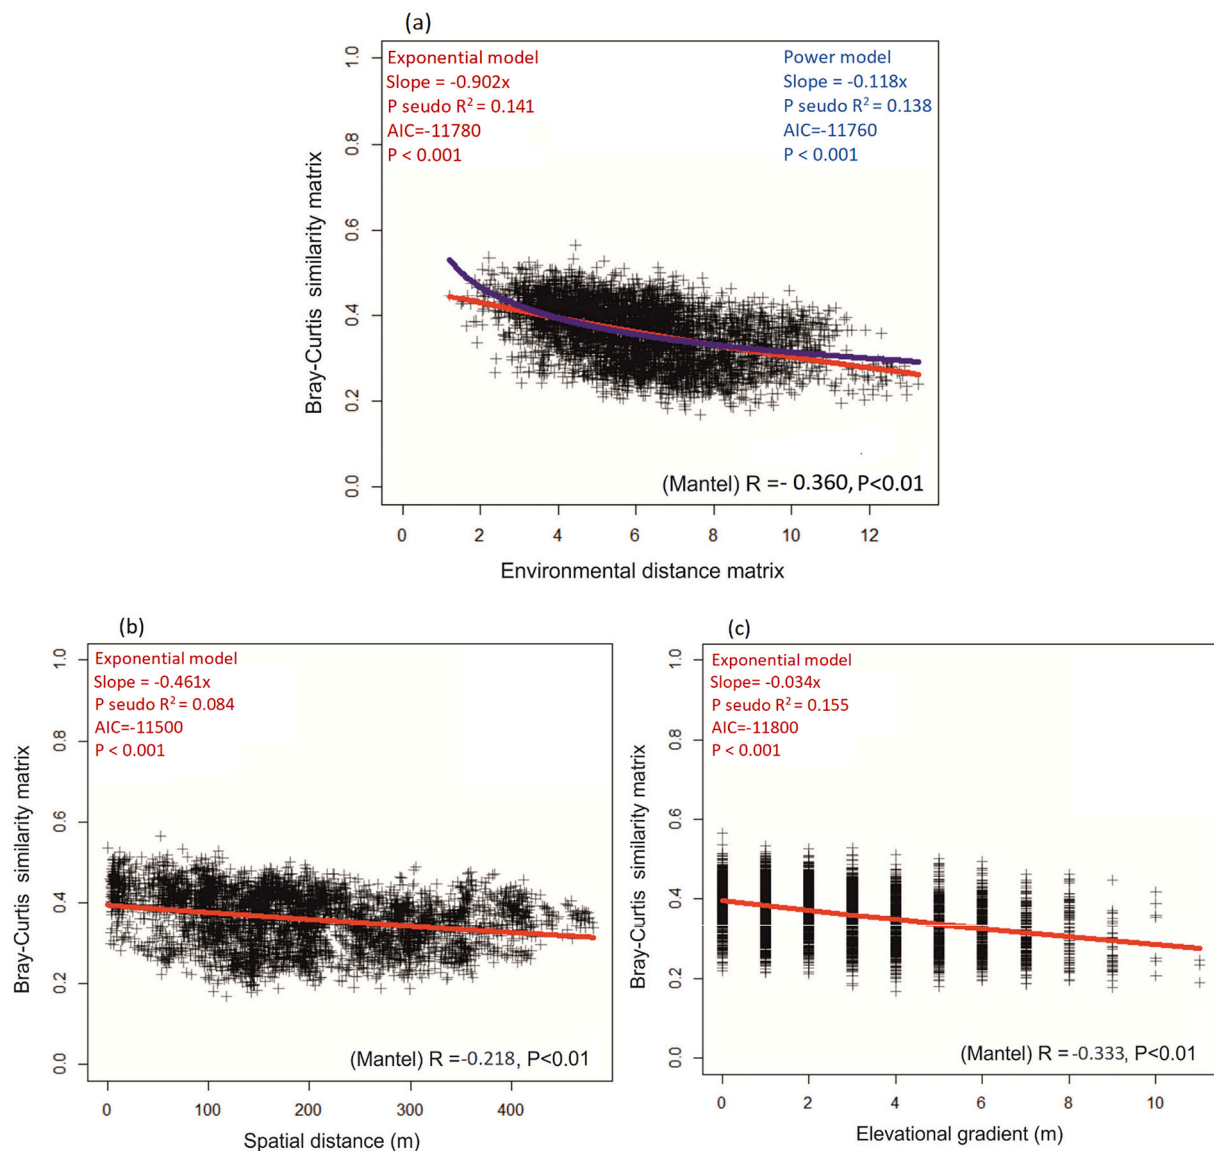 (a)
Exponential model
Slope = -0.902x
P seudo R² = 0.141
AIC=-11780
P < 0.001
Power model
Slope = -0.118x
P seudo R² = 0.138
AIC=-11760
P < 0.001
1.0
0.8
0.6
0.4
0.2
0.0
Bray-Curtis similarity matrix
(Mantel) R =- 0.360, P<0.01
0 2 4 6 8 10 12
Environmental distance matrix
(b)
Exponential model
Slope = -0.461x
P seudo R² = 0.084
AIC=-11500
P < 0.001
1.0
0.8
0.6
0.4
0.2
0.0
Bray-Curtis similarity matrix
(Mantel) R =-0.218, P<0.01
0 100 200 300 400
Spatial distance (m)
(c)
Exponential model
Slope= -0.034x
P seudo R² = 0.155
AIC=-11800
P < 0.001
1.0
0.8
0.6
0.4
0.2
0.0
Bray-Curtis similarity matrix
(Mantel) R = -0.333, P<0.01
0 2 4 6 8 10
Elevational gradient (m)